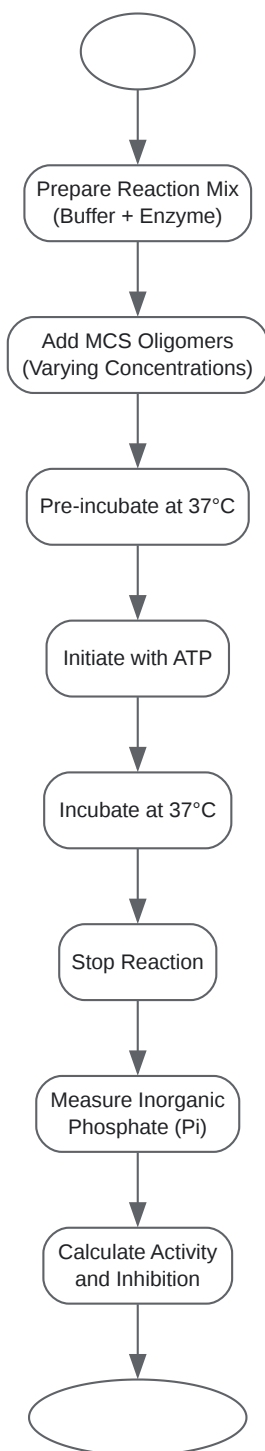 Prepare Reaction Mix
(Buffer + Enzyme)
Add MCS Oligomers
(Varying Concentrations)
Pre-incubate at 37°C
Initiate with ATP
Incubate at 37°C
Stop Reaction
Measure Inorganic
Phosphate (Pi)
Calculate Activity
and Inhibition